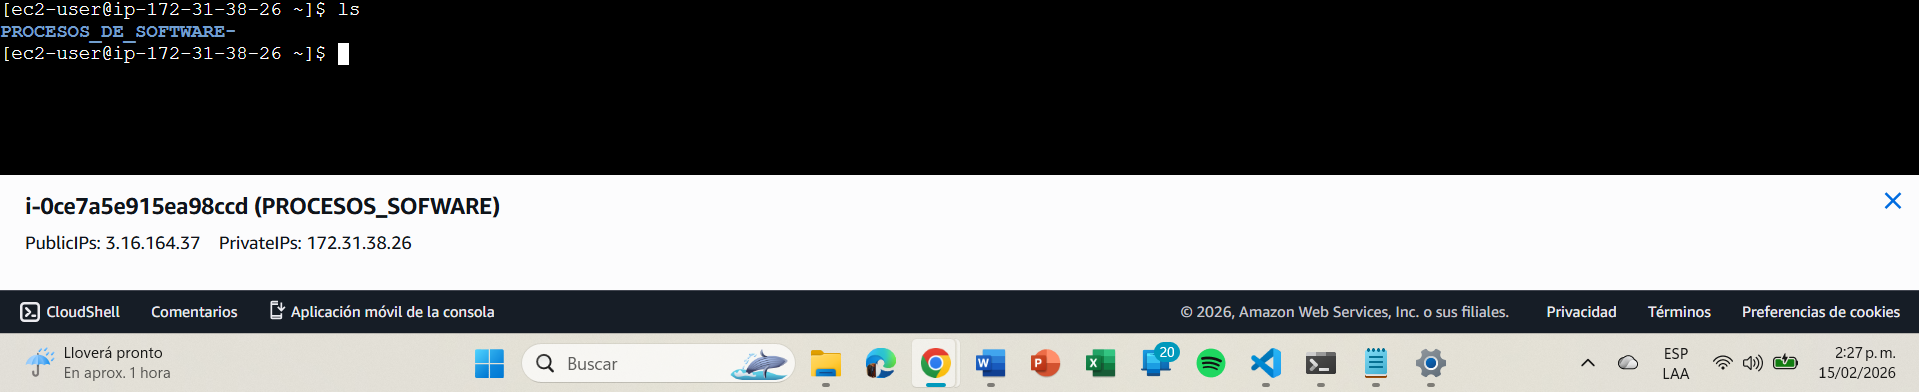 [ec2-user@ip-172-31-38-26 ~]$ ls
PROCESOS_DE_SOFTWARE-
[ec2-user@ip-172-31-38-26 ~]$
i-0ce7a5e915ea98ccd (PROCESOS_SOFWARE)
PublicIPs: 3.16.164.37 PrivateIPs: 172.31.38.26
CloudShell Comentarios Aplicación móvil de la consola © 2026, Amazon Web Services, Inc. o sus filiales. Privacidad Términos Preferencias de cookies
Lloverá pronto
En aprox. 1 hora
Buscar
W
P
X
20
ESP
LAA
2:27 p. m.
15/02/2026